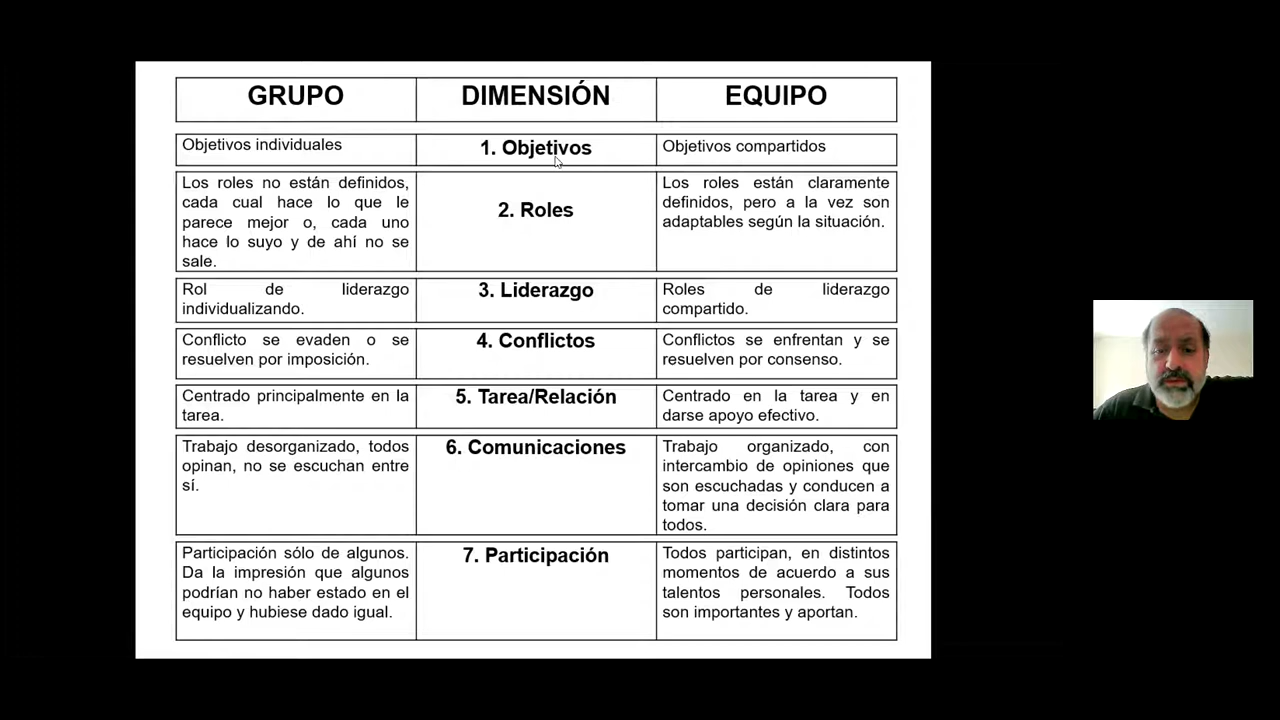 GRUPO DIMENSIÓN EQUIPO
Objetivos individuales
1. Objetivos
Objetivos compartidos
Los roles no están definidos,
cada cual hace lo que le
parece mejor o, cada uno
hace lo suyo y de ahí no se
sale.
2. Roles
Los roles están claramente
definidos, pero a la vez son
adaptables según la situación.
Rol de liderazgo
individualizando.
3. Liderazgo
Roles de liderazgo
compartido.
Conflicto se evaden o se
resuelven por imposición.
4. Conflictos
Conflictos se enfrentan y se
resuelven por consenso.
Centrado principalmente en la
tarea.
5. Tarea/Relación
Centrado en la tarea y en
darse apoyo efectivo.
Trabajo desorganizado, todos
opinan, no se escuchan entre
sí.
6. Comunicaciones
Trabajo organizado, con
intercambio de opiniones que
son escuchadas y conducen a
tomar una decisión clara para
todos.
Participación sólo de algunos.
Da la impresión que algunos
podrían no haber estado en el
equipo y hubiese dado igual.
7. Participación
Todos participan, en distintos
momentos de acuerdo a sus
talentos personales. Todos
son importantes y aportan.